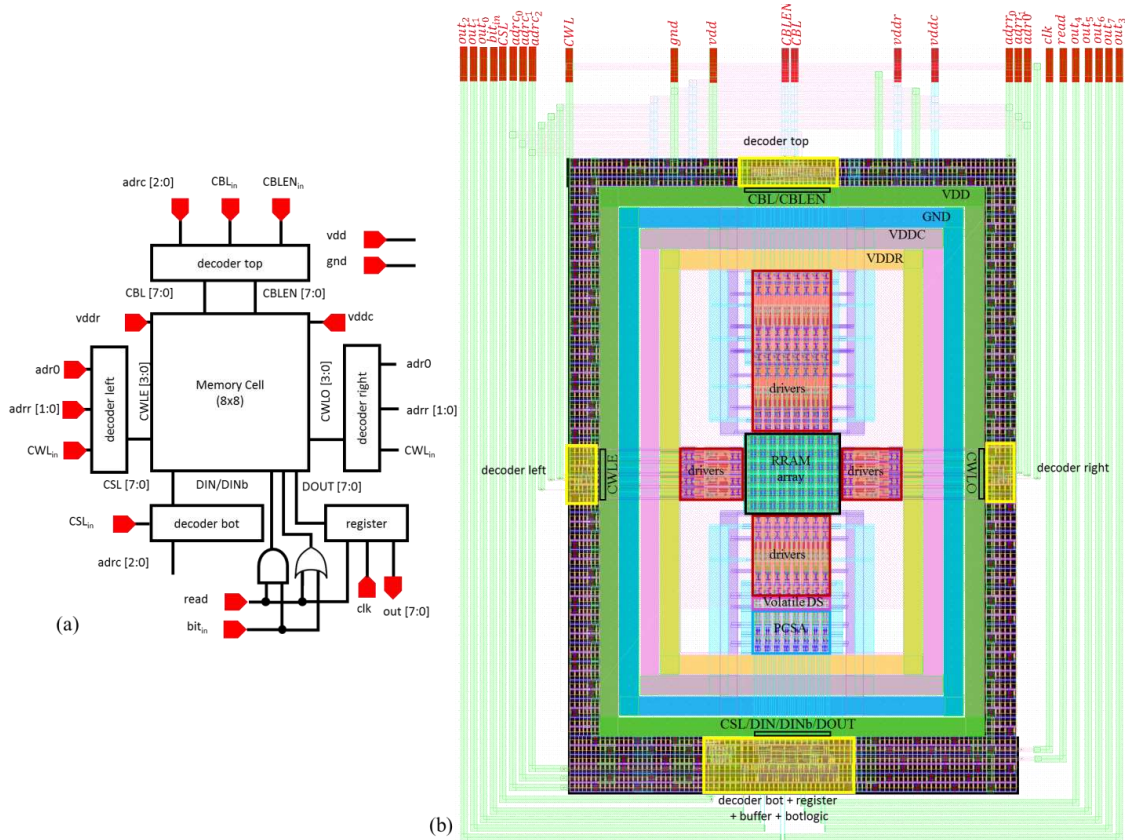 out₂
out₁
out₀
bitᵢₙ
CSL
adrc₀
adrc₁
adrc₂
CWL
gnd
vdd
CBLEN
CBL
vddr
vddc
adrr₀
adrr₁
adr0
clk
read
out₄
out₅
out₆
out₇
out₃
adrc [2:0]
CBLᵢₙ
CBLENᵢₙ
vdd
gnd
decoder top
CBL [7:0]
CBLEN [7:0]
vddr
vddc
adr0
adrr [1:0]
CWLᵢₙ
decoder left
CWLE [3:0]
Memory Cell
(8x8)
CWLO [3:0]
decoder right
adr0
adrr [1:0]
CWLᵢₙ
CSL [7:0]
DIN/DINb
DOUT [7:0]
CSLᵢₙ
decoder bot
register
adrc [2:0]
read
bitᵢₙ
clk
out [7:0]
(a)
decoder top
CBL/CBLEN
VDD
GND
VDDC
VDDR
drivers
decoder left
CWLE
drivers
RRAM
array
drivers
CWLO
decoder right
drivers
Volatile DS
PCSA
CSL/DIN/DINb/DOUT
decoder bot + register
+ buffer + botlogic
(b)